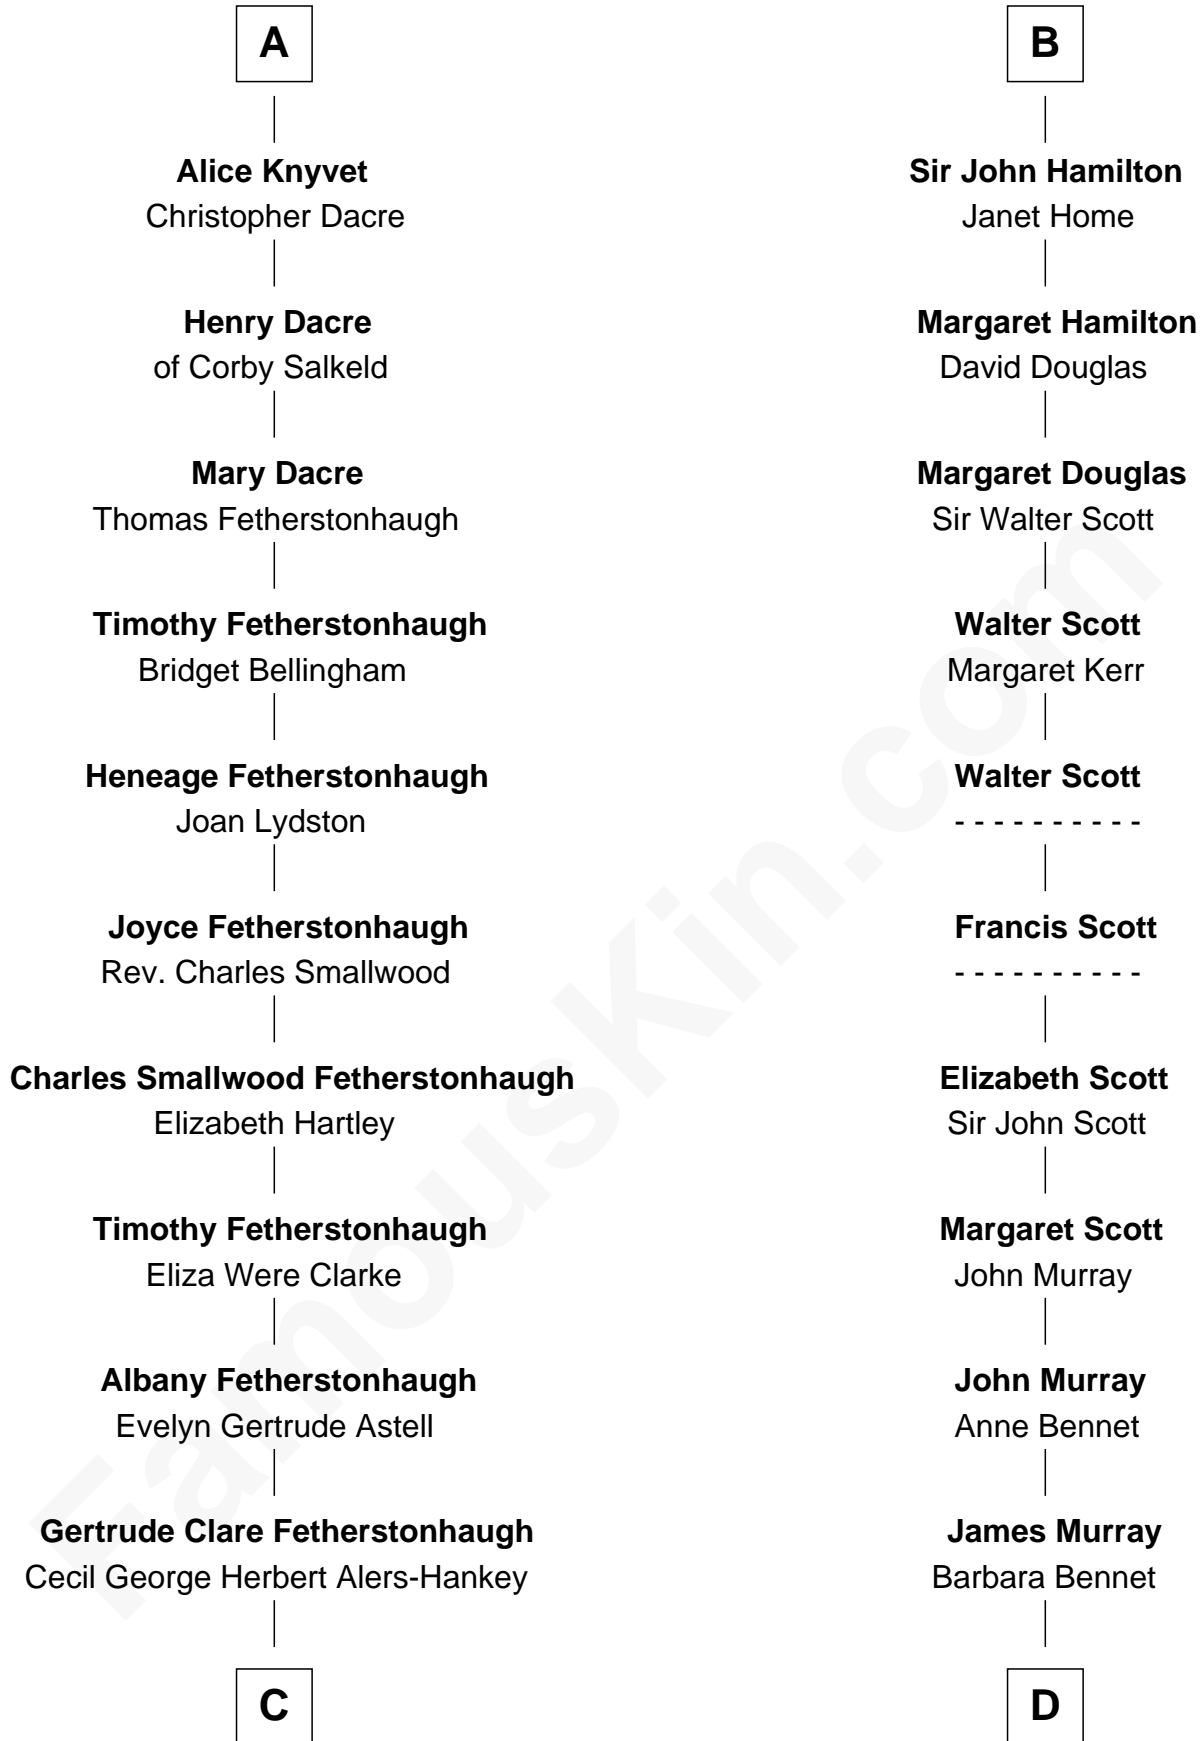 A
Alice Knyvet
Christopher Dacre
Henry Dacre
of Corby Salkeld
Mary Dacre
Thomas Fetherstonhaugh
Timothy Fetherstonhaugh
Bridget Bellingham
Heneage Fetherstonhaugh
Joan Lydston
Joyce Fetherstonhaugh
Rev. Charles Smallwood
Charles Smallwood Fetherstonhaugh
Elizabeth Hartley
Timothy Fetherstonhaugh
Eliza Were Clarke
Albany Fetherstonhaugh
Evelyn Gertrude Astell
Gertrude Clare Fetherstonhaugh
Cecil George Herbert Alers-Hankey
C
B
Sir John Hamilton
Janet Home
Margaret Hamilton
David Douglas
Margaret Douglas
Sir Walter Scott
Walter Scott
Margaret Kerr
Walter Scott
- - - - - - - - - -
Francis Scott
- - - - - - - - - -
Elizabeth Scott
Sir John Scott
Margaret Scott
John Murray
John Murray
Anne Bennet
James Murray
Barbara Bennet
D
FamousKin.com